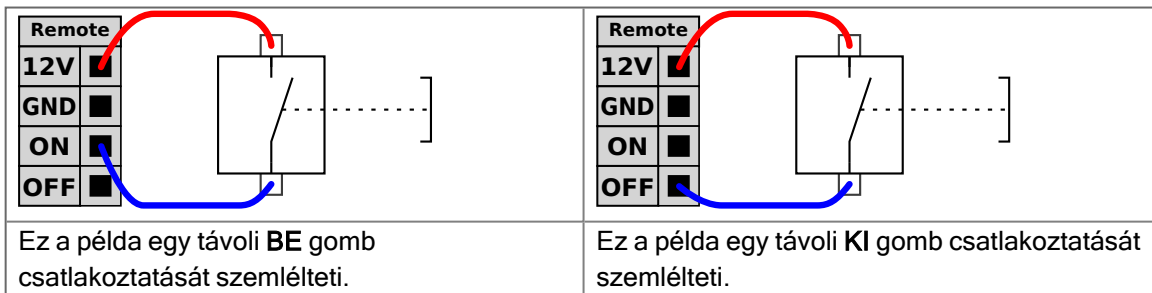 Remote
12V
GND
ON
OFF
Ez a példa egy távoli BE gomb
csatlakoztatását szemlélteti.
Remote
12V
GND
ON
OFF
Ez a példa egy távoli KI gomb csatlakoztatását
szemlélteti.